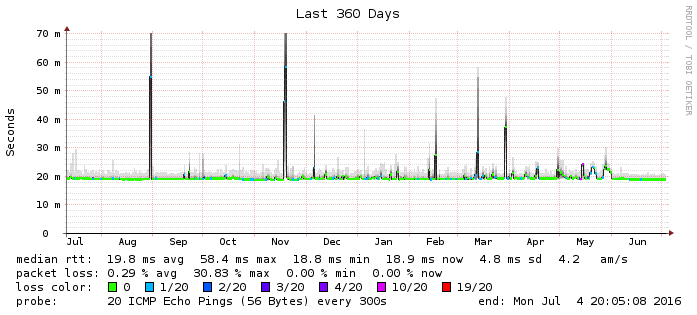 Last 360 Days
RRDTOOL / TOBI OETIKER
Seconds
70 m
60 m
50 m
40 m
30 m
20 m
10 m
0
Jul Aug Sep Oct Nov Dec Jan Feb Mar Apr May Jun
median rtt: 19.8 ms avg 58.4 ms max 18.8 ms min 18.9 ms now 4.8 ms sd 4.2 am/s
packet loss: 0.29 % avg 30.83 % max 0.00 % min 0.00 % now
loss color: 0 1/20 2/20 3/20 4/20 10/20 19/20
probe: 20 ICMP Echo Pings (56 Bytes) every 300s end: Mon Jul 4 20:05:08 2016